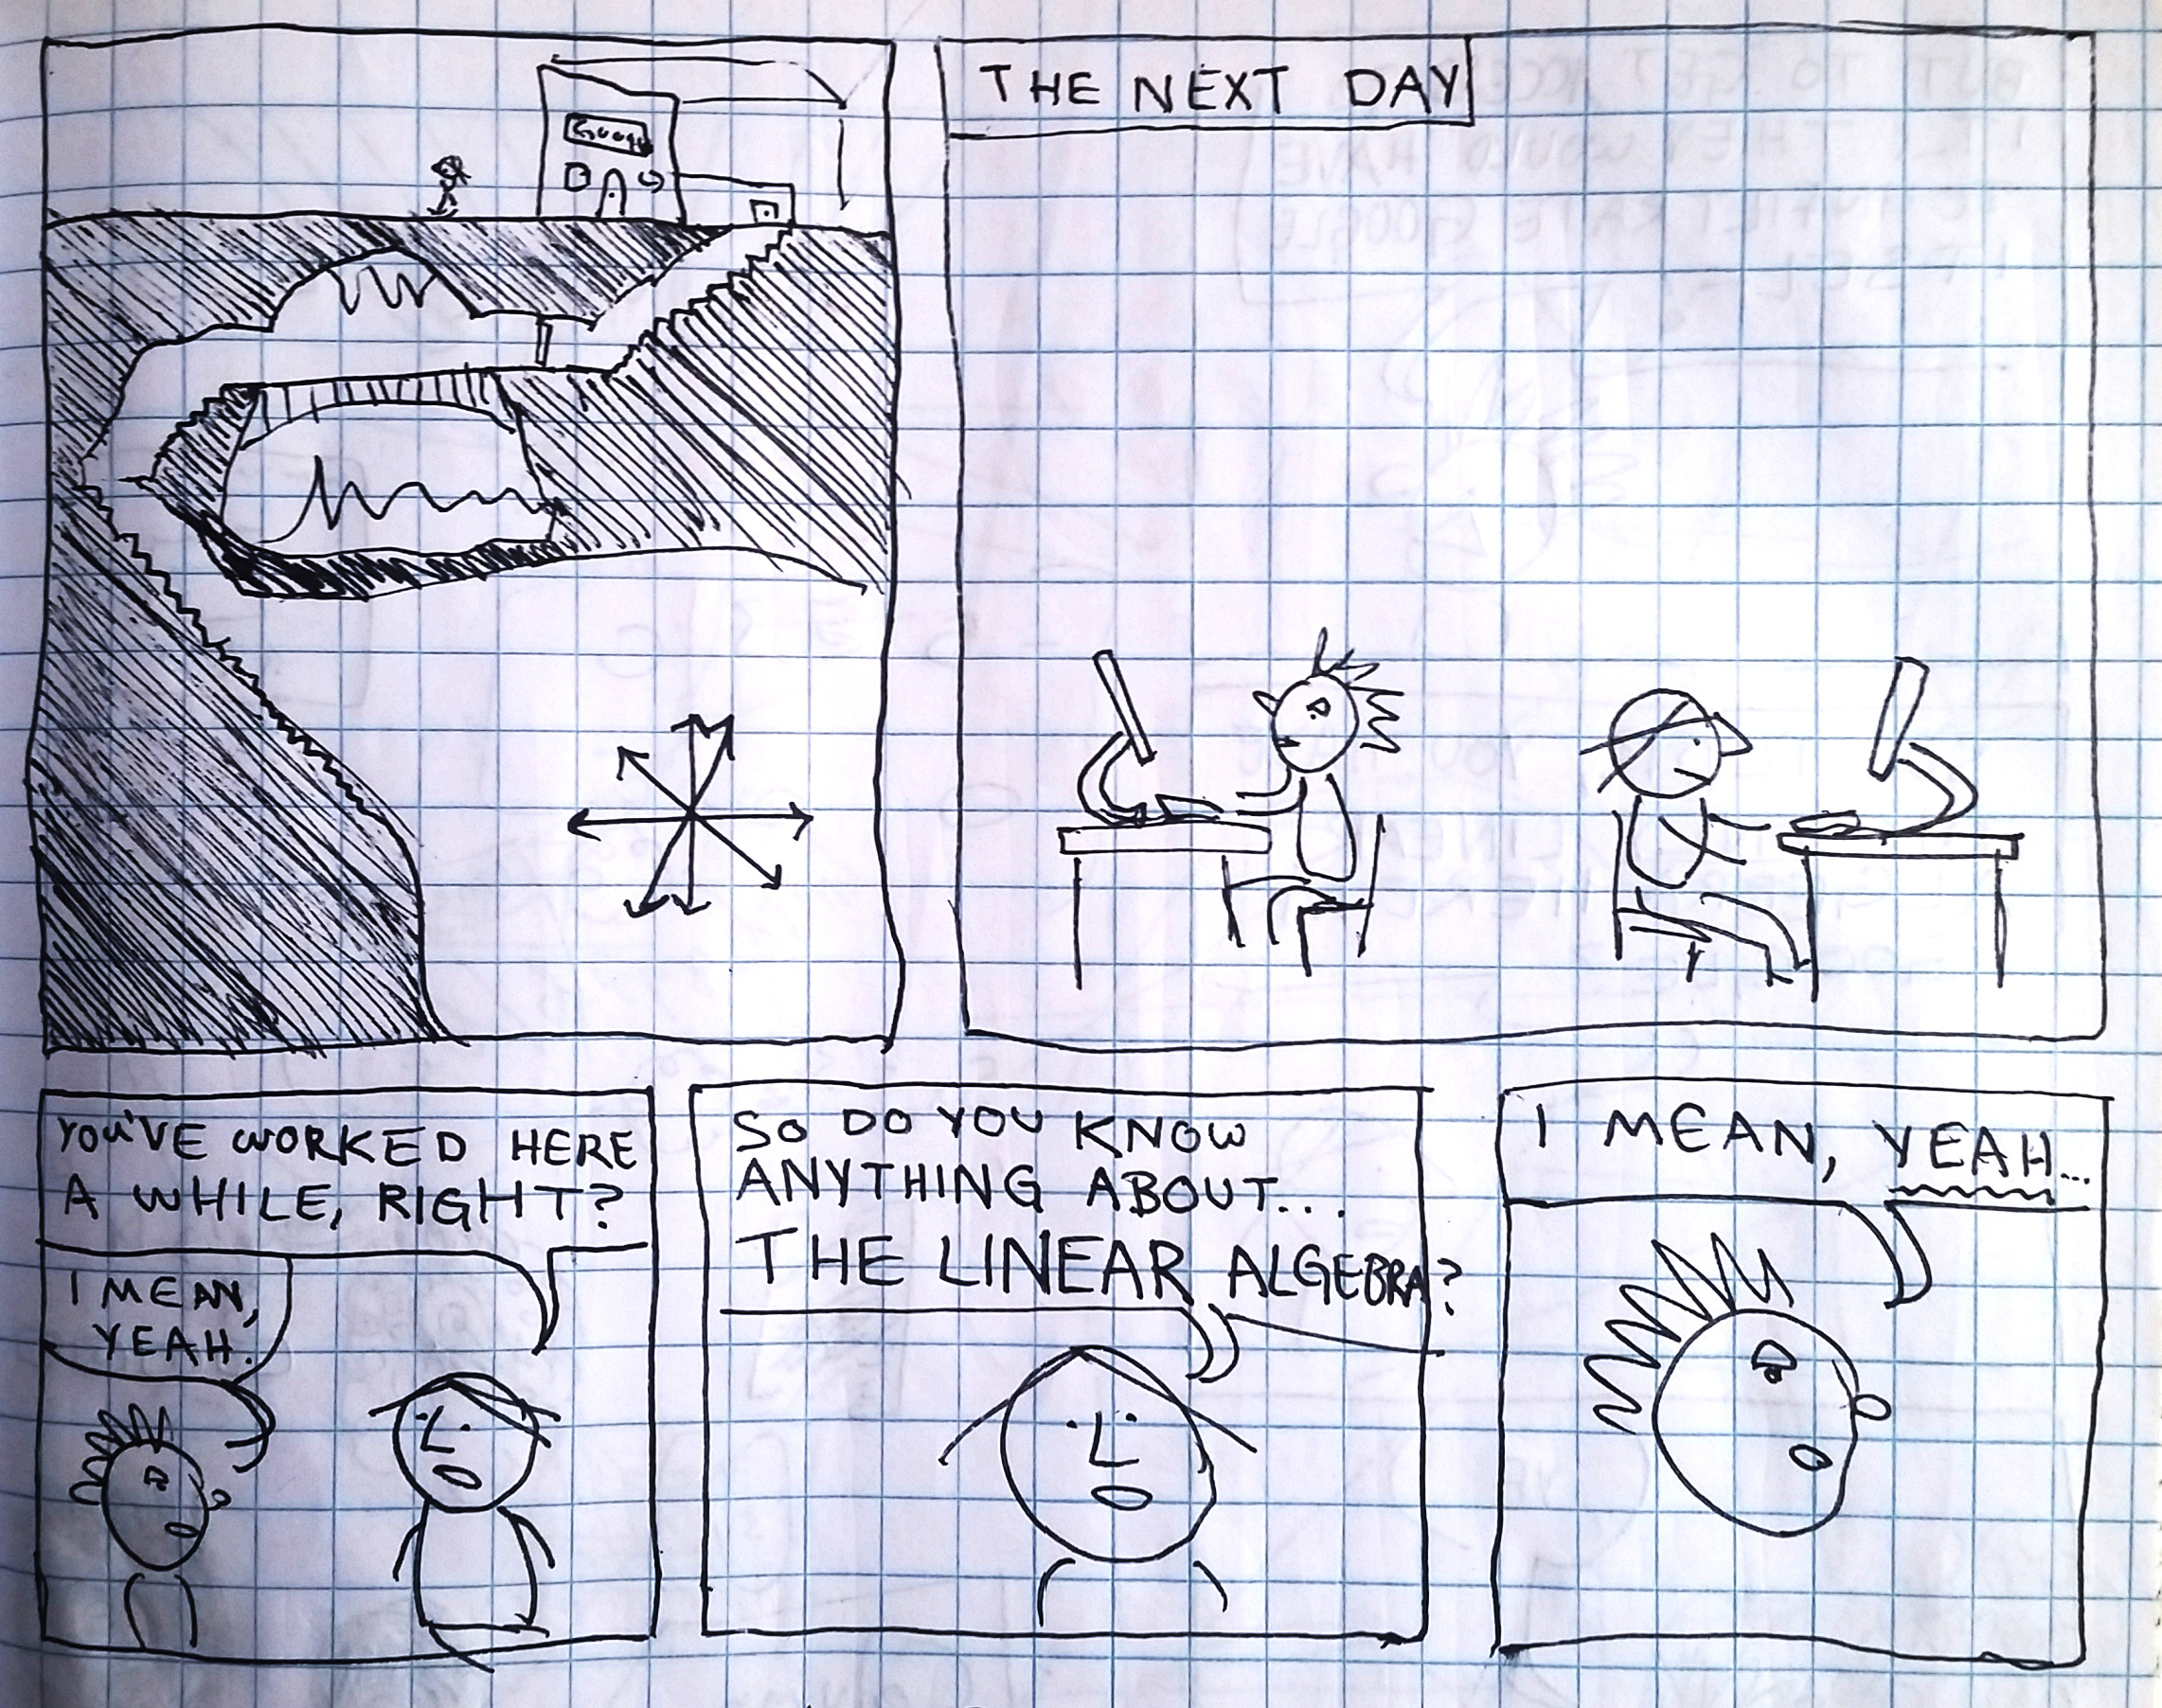 THE NEXT DAY
YOU'VE WORKED HERE
A WHILE, RIGHT?
I MEAN,
YEAH.
SO DO YOU KNOW
ANYTHING ABOUT...
THE LINEAR ALGEBRA?
I MEAN, YEAH...